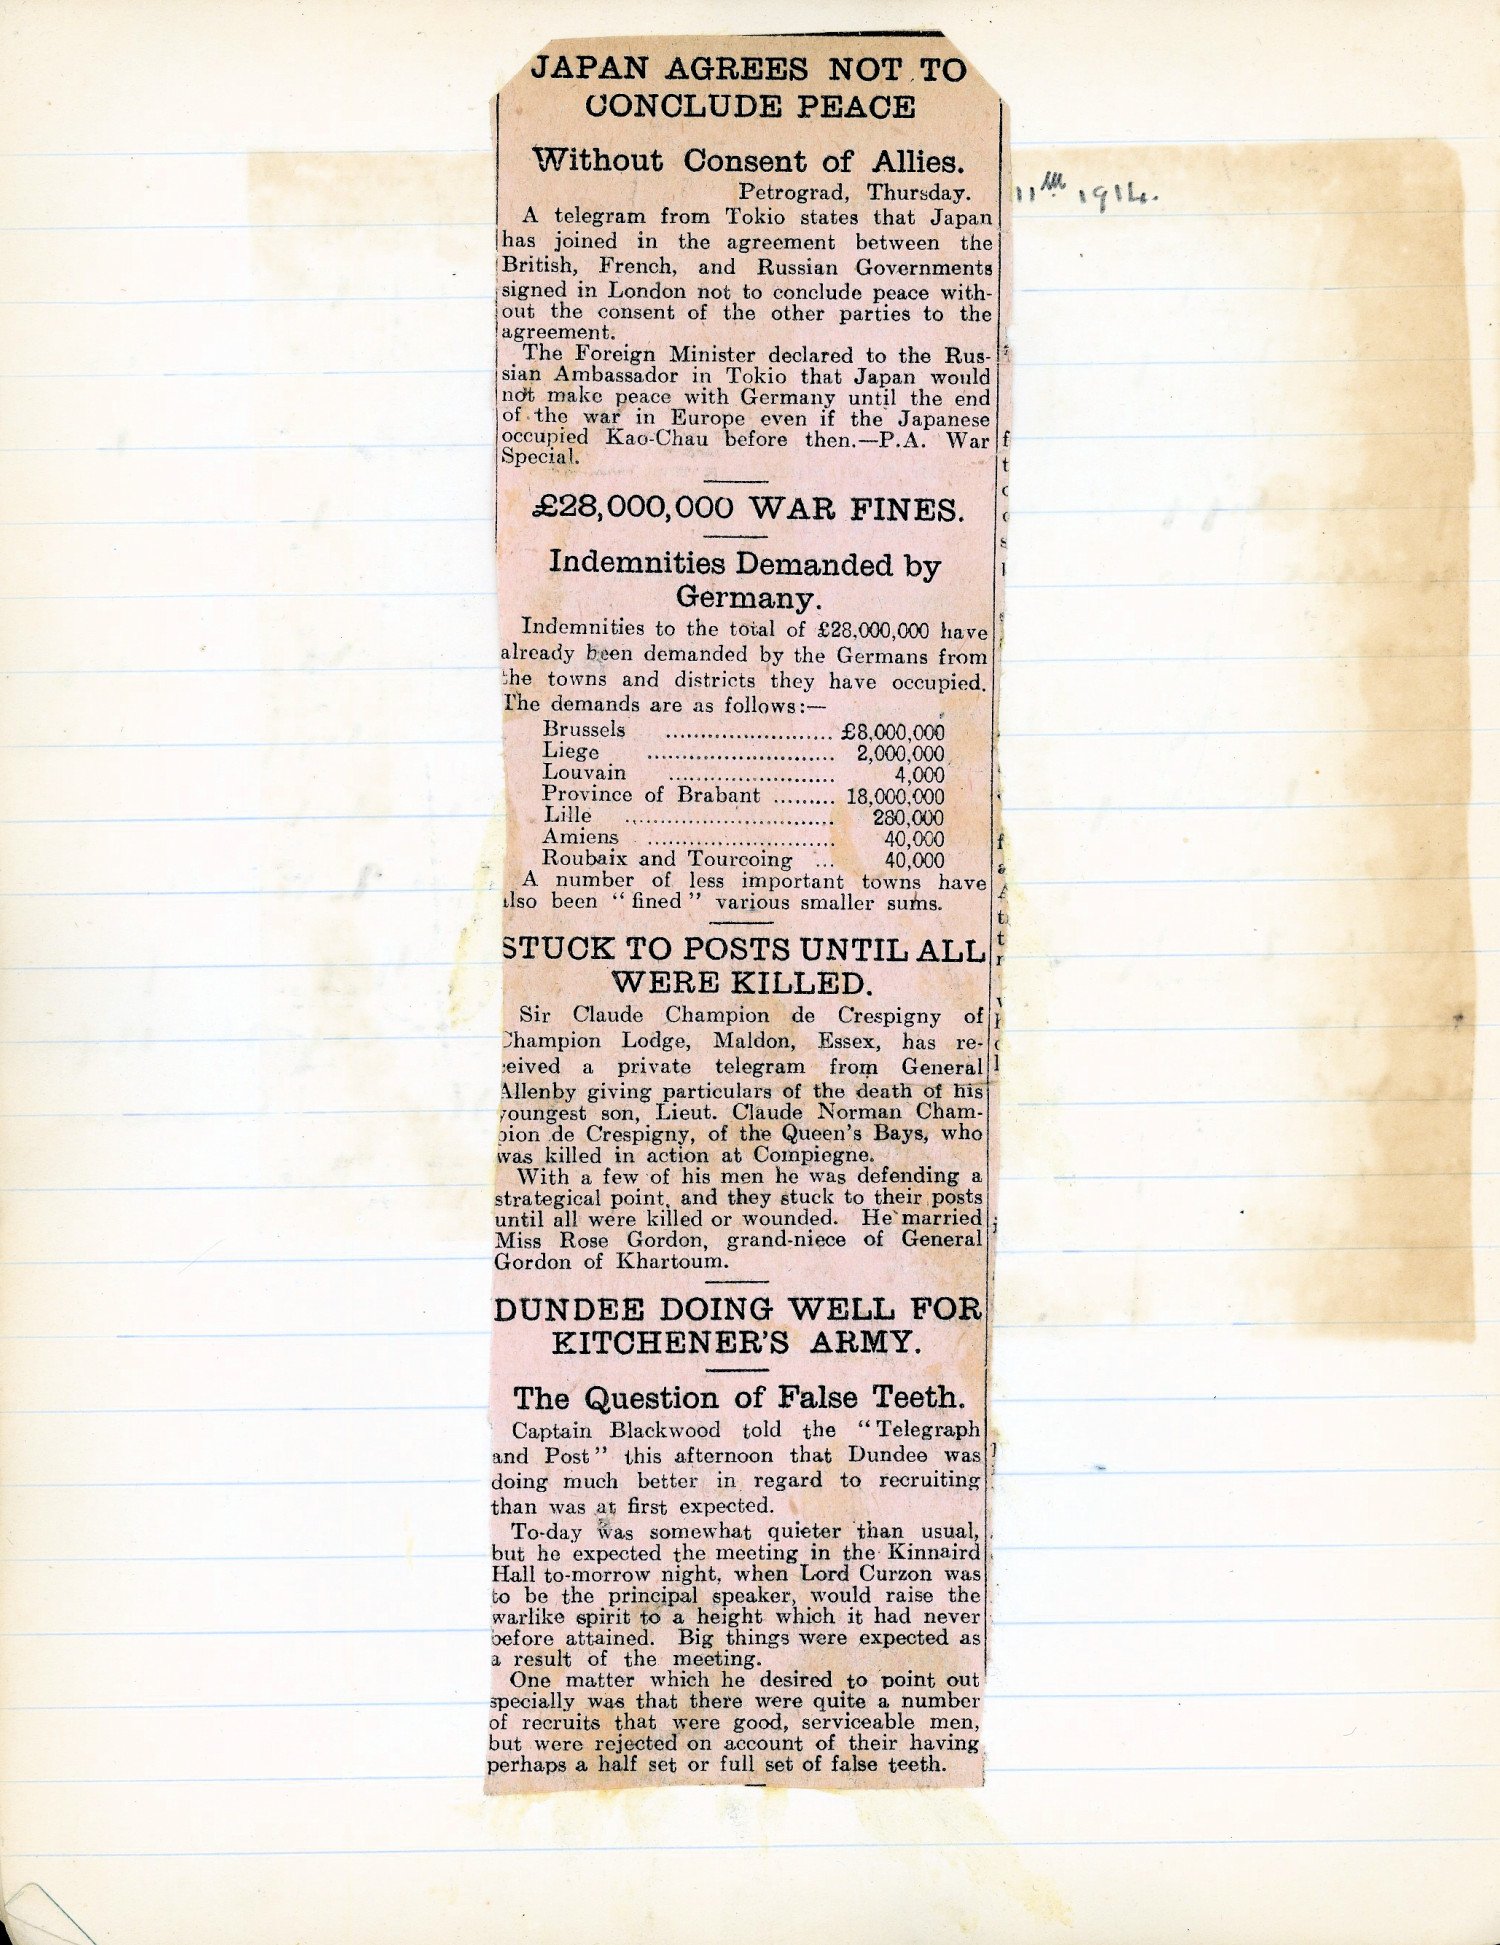 JAPAN AGREES NOT TO
CONCLUDE PEACE
Without Consent of Allies.
Petrograd, Thursday.
A telegram from Tokio states that Japan
has joined in the agreement between the
British, French, and Russian Governments
signed in London not to conclude peace with-
out the consent of the other parties to the
agreement.
The Foreign Minister declared to the Rus-
sian Ambassador in Tokio that Japan would
not make peace with Germany until the end
of the war in Europe even if the Japanese
occupied Kao-Chau before then.—P.A. War
Special.
11th 1914.
£28,000,000 WAR FINES.
Indemnities Demanded by
Germany.
Indemnities to the total of £28,000,000 have
already been demanded by the Germans from
the towns and districts they have occupied.
The demands are as follows:—
Brussels ........................ £8,000,000
Liege ........................... 2,000,000
Louvain ........................ 4,000
Province of Brabant ......... 18,000,000
Lille .............................. 280,000
Amiens ........................... 40,000
Roubaix and Tourcoing ... 40,000
A number of less important towns have
also been "fined" various smaller sums.
STUCK TO POSTS UNTIL ALL
WERE KILLED.
Sir Claude Champion de Crespigny of
Champion Lodge, Maldon, Essex, has re-
ceived a private telegram from General
Allenby giving particulars of the death of his
youngest son, Lieut. Claude Norman Cham-
pion de Crespigny, of the Queen's Bays, who
was killed in action at Compiegne.
With a few of his men he was defending a
strategical point, and they stuck to their posts
until all were killed or wounded. He married
Miss Rose Gordon, grand-niece of General
Gordon of Khartoum.
DUNDEE DOING WELL FOR
KITCHENER'S ARMY.
The Question of False Teeth.
Captain Blackwood told the "Telegraph
and Post" this afternoon that Dundee was
doing much better in regard to recruiting
than was at first expected.
To-day was somewhat quieter than usual,
but he expected the meeting in the Kinnaird
Hall to-morrow night, when Lord Curzon was
to be the principal speaker, would raise the
warlike spirit to a height which it had never
before attained. Big things were expected as
a result of the meeting.
One matter which he desired to point out
specially was that there were quite a number
of recruits that were good, serviceable men,
but were rejected on account of their having
perhaps a half set or full set of false teeth.